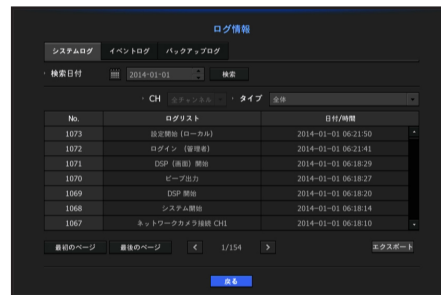 ログ情報
システムログ イベントログ バックアップログ
・検索日付 2014-01-01 検索
・CH 全チャンネル ・タイプ 全体
No. ログリスト 日付/時間
1073 設定開始 (ローカル) 2014-01-01 06:21:50
1072 ログイン (管理者) 2014-01-01 06:21:41
1071 DSP (画面) 開始 2014-01-01 06:18:29
1070 ビープ出力 2014-01-01 06:18:27
1069 DSP 開始 2014-01-01 06:18:20
1068 システム開始 2014-01-01 06:18:14
1067 ネットワークカメラ接続 CH1 2014-01-01 06:18:10
最初のページ 最後のページ < 1/154 > エクスポート
戻る